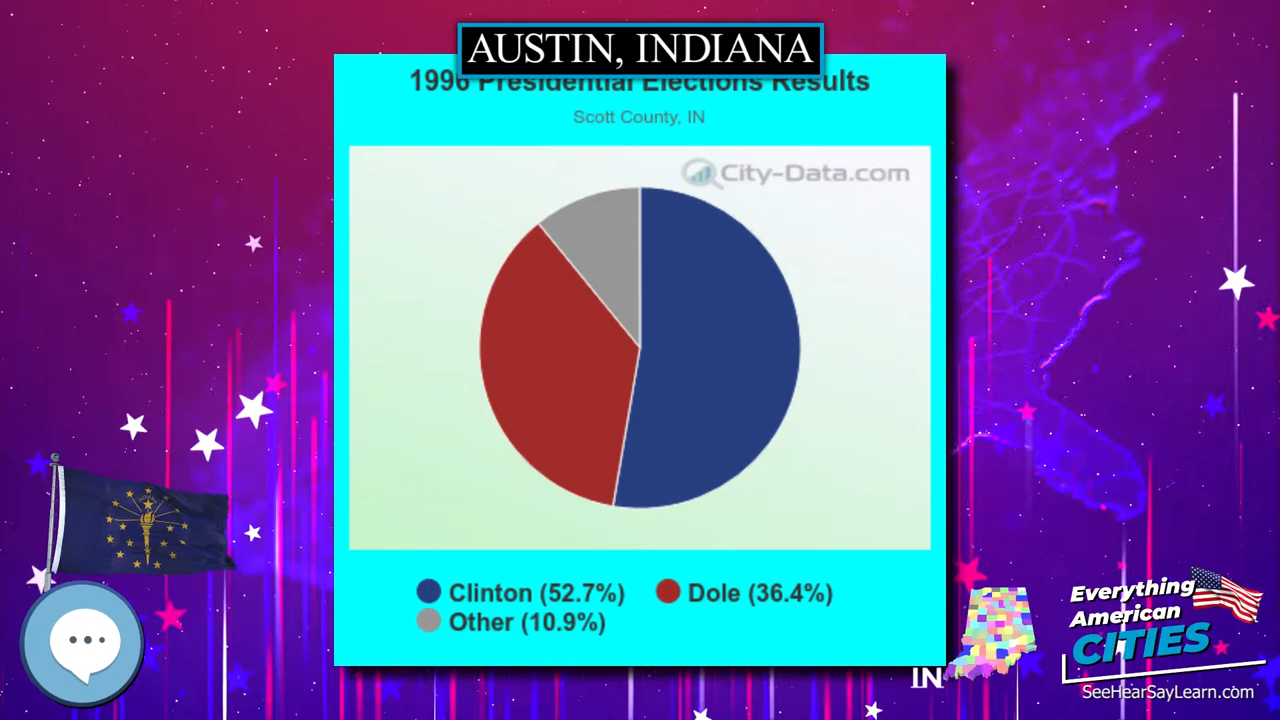 AUSTIN, INDIANA
1996 Presidential Elections Results
Scott County, IN
City-Data.com
Clinton (52.7%) Dole (36.4%)
Other (10.9%)
IN
Everything
American
CITIES
SeeHearSayLearn.com